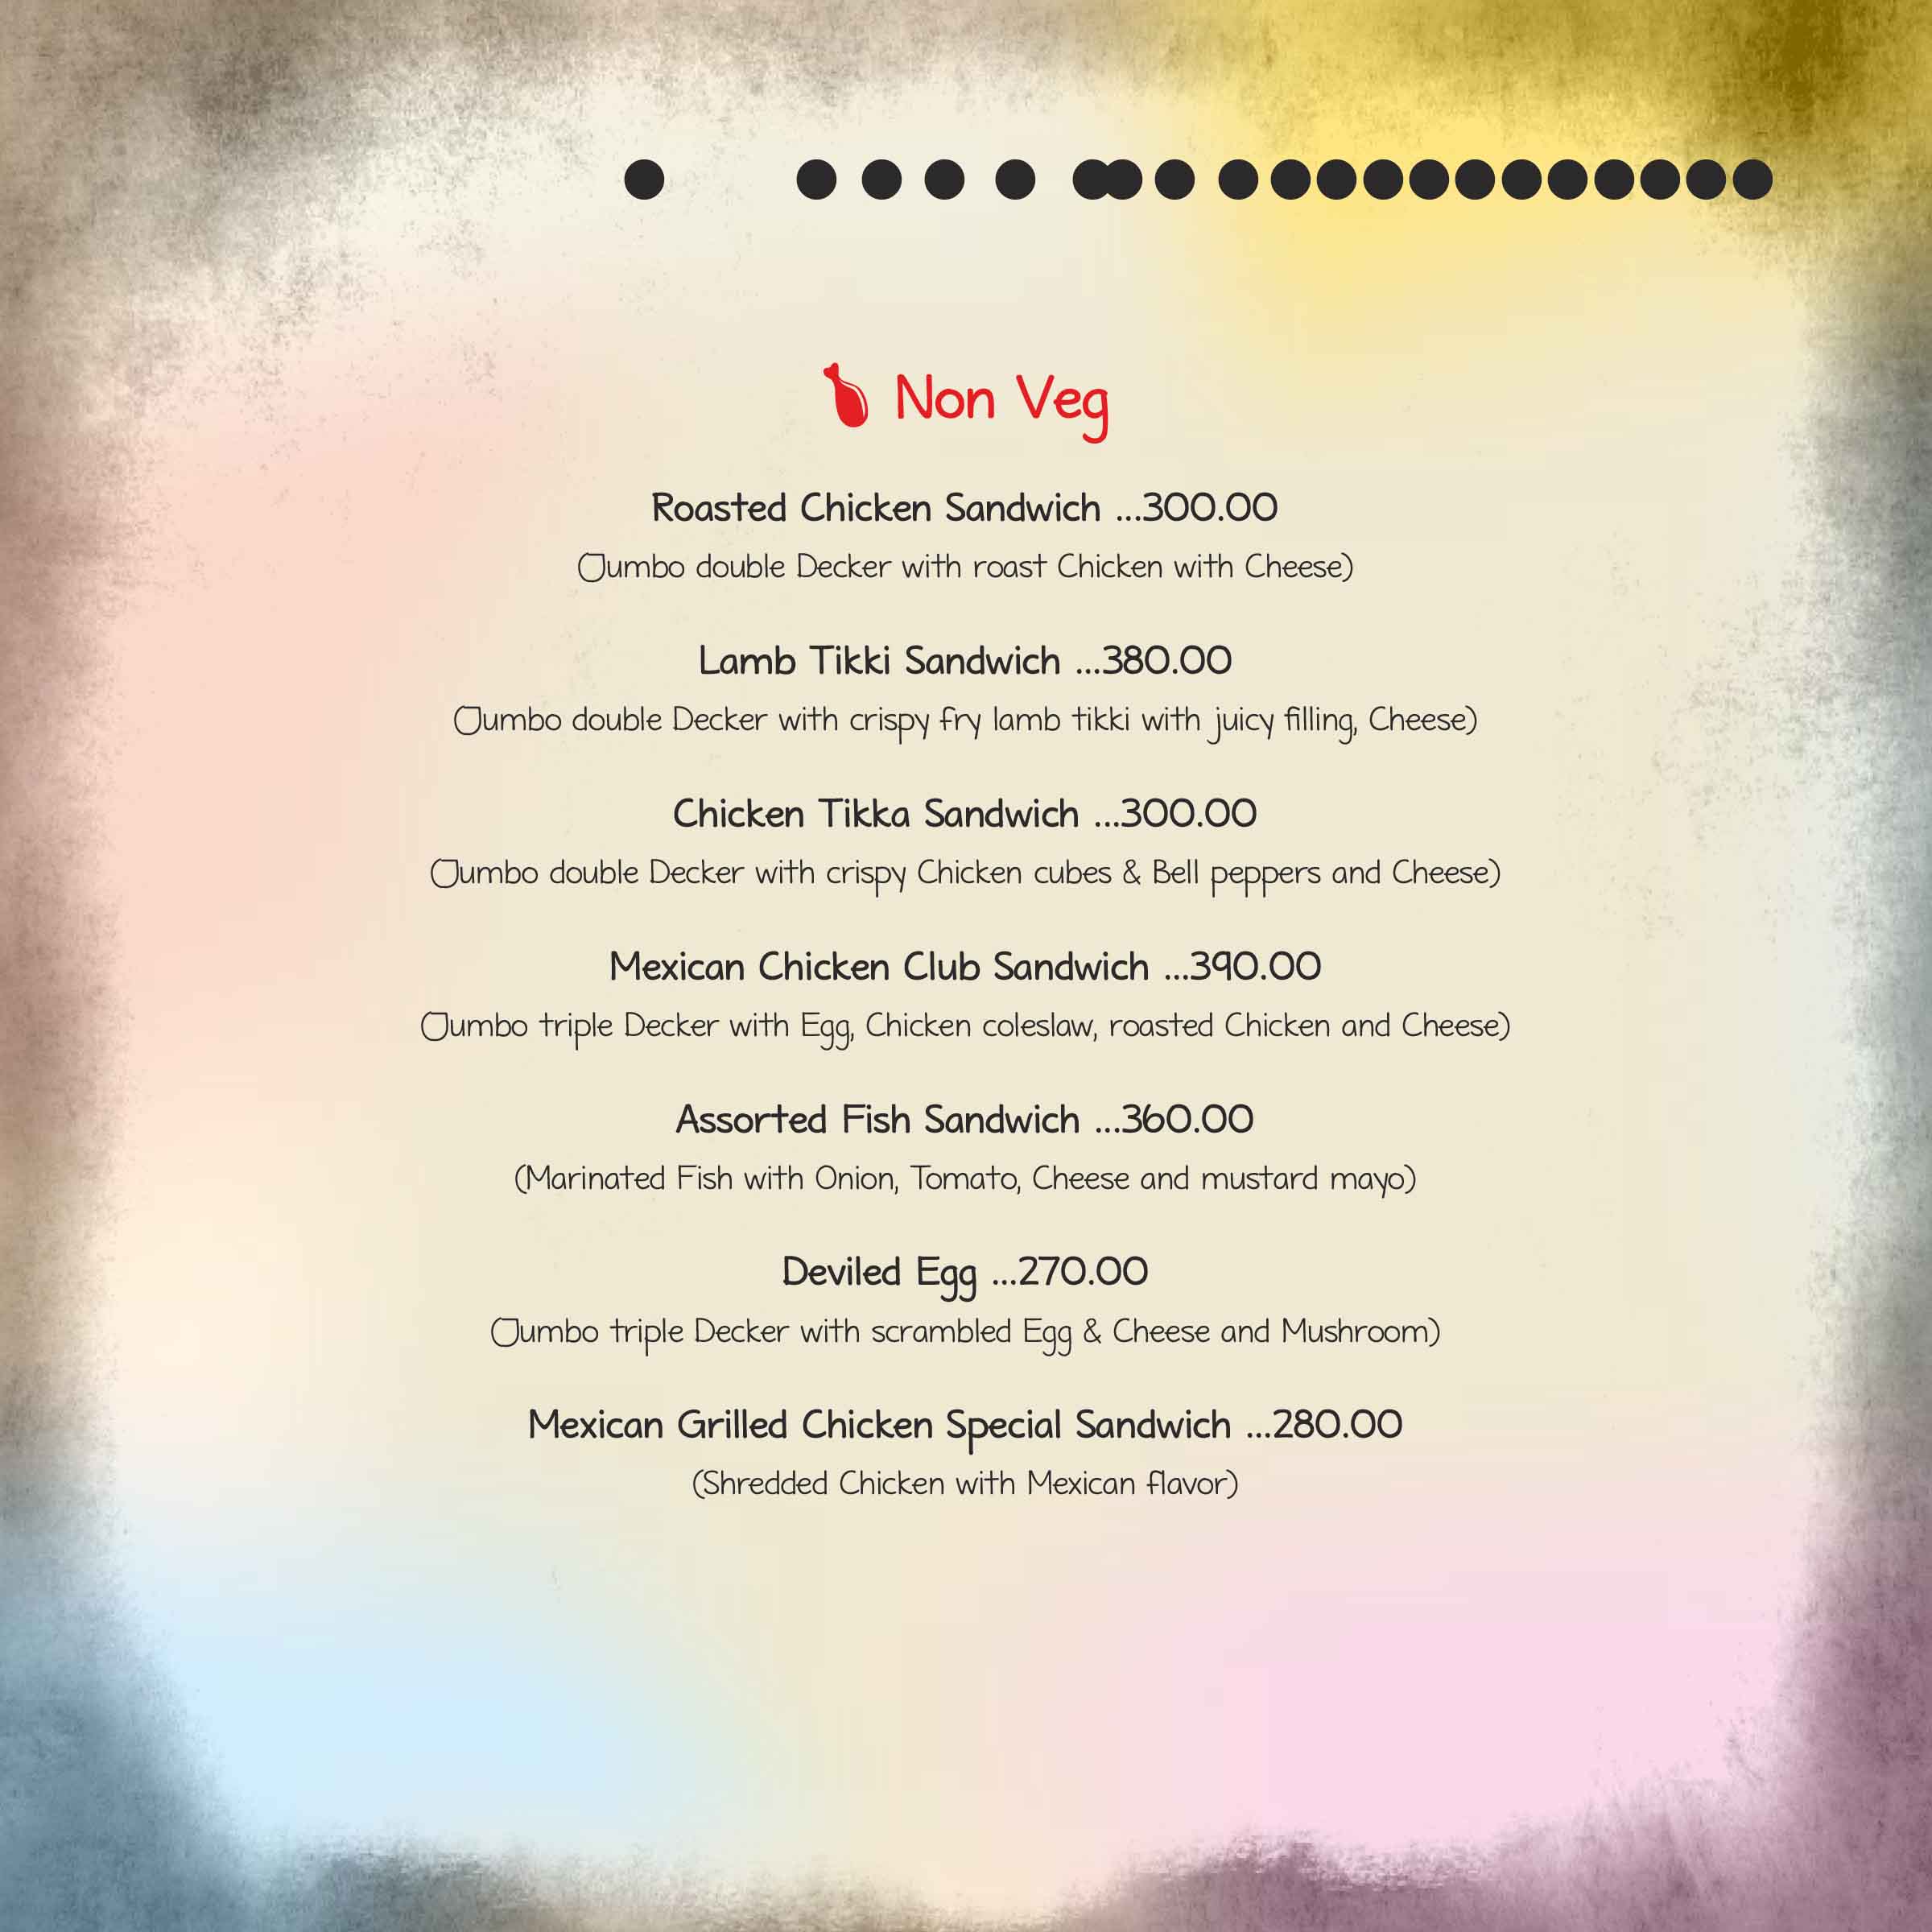 Non Veg
Roasted Chicken Sandwich ...300.00
(Jumbo double Decker with roast Chicken with Cheese)
Lamb Tikki Sandwich ...380.00
(Jumbo double Decker with crispy fry lamb tikki with juicy filling, Cheese)
Chicken Tikka Sandwich ...300.00
(Jumbo double Decker with crispy Chicken cubes & Bell peppers and Cheese)
Mexican Chicken Club Sandwich ...390.00
(Jumbo triple Decker with Egg, Chicken coleslaw, roasted Chicken and Cheese)
Assorted Fish Sandwich ...360.00
(Marinated Fish with Onion, Tomato, Cheese and mustard mayo)
Deviled Egg ...270.00
(Jumbo triple Decker with scrambled Egg & Cheese and Mushroom)
Mexican Grilled Chicken Special Sandwich ...280.00
(Shredded Chicken with Mexican flavor)